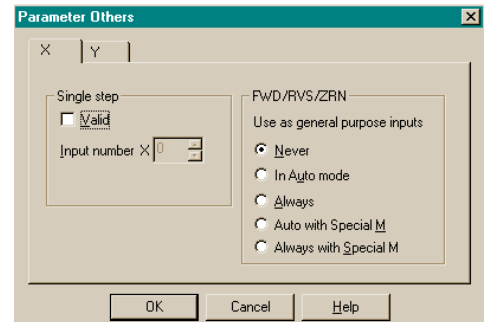 Parameter Others
X Y
Single step
Valid
Input number X 0
FWD/RVS/ZRN
Use as general purpose inputs
Never
In Auto mode
Always
Auto with Special M
Always with Special M
OK Cancel Help